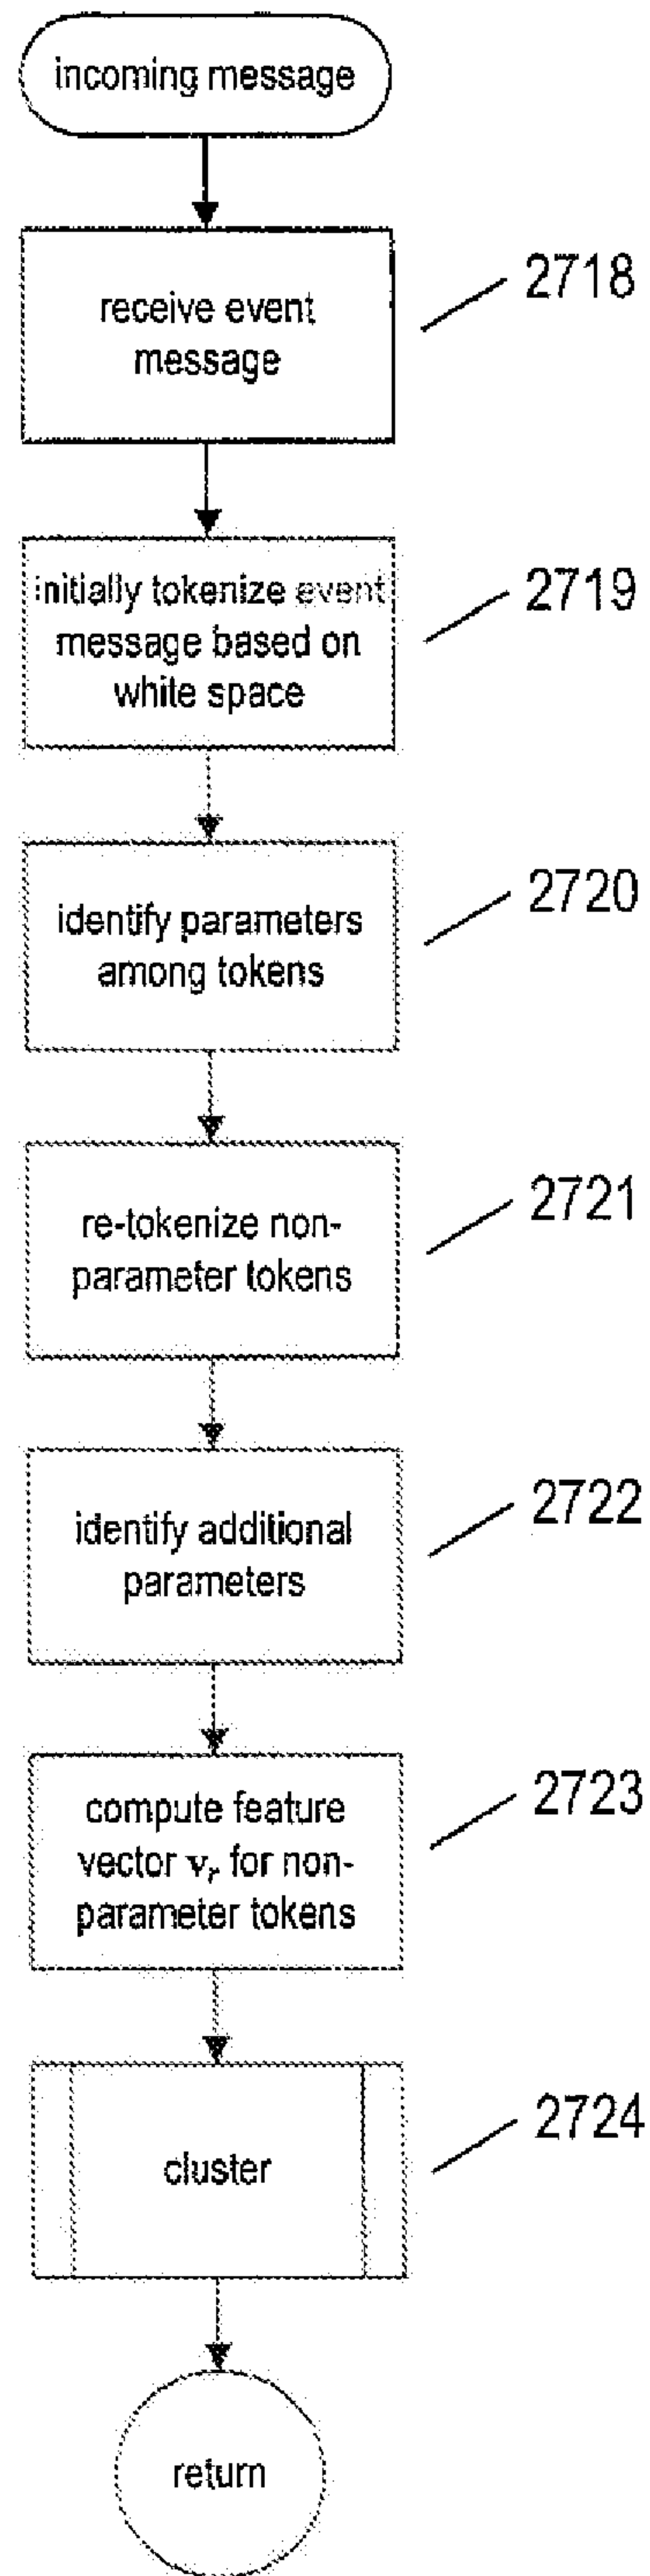 incoming message
receive event
message
2718
initially tokenize event
message based on
white space
2719
identify parameters
among tokens
2720
re-tokenize non-
parameter tokens
2721
identify additional
parameters
2722
compute feature
vector vᵣ for non-
parameter tokens
2723
cluster
2724
return